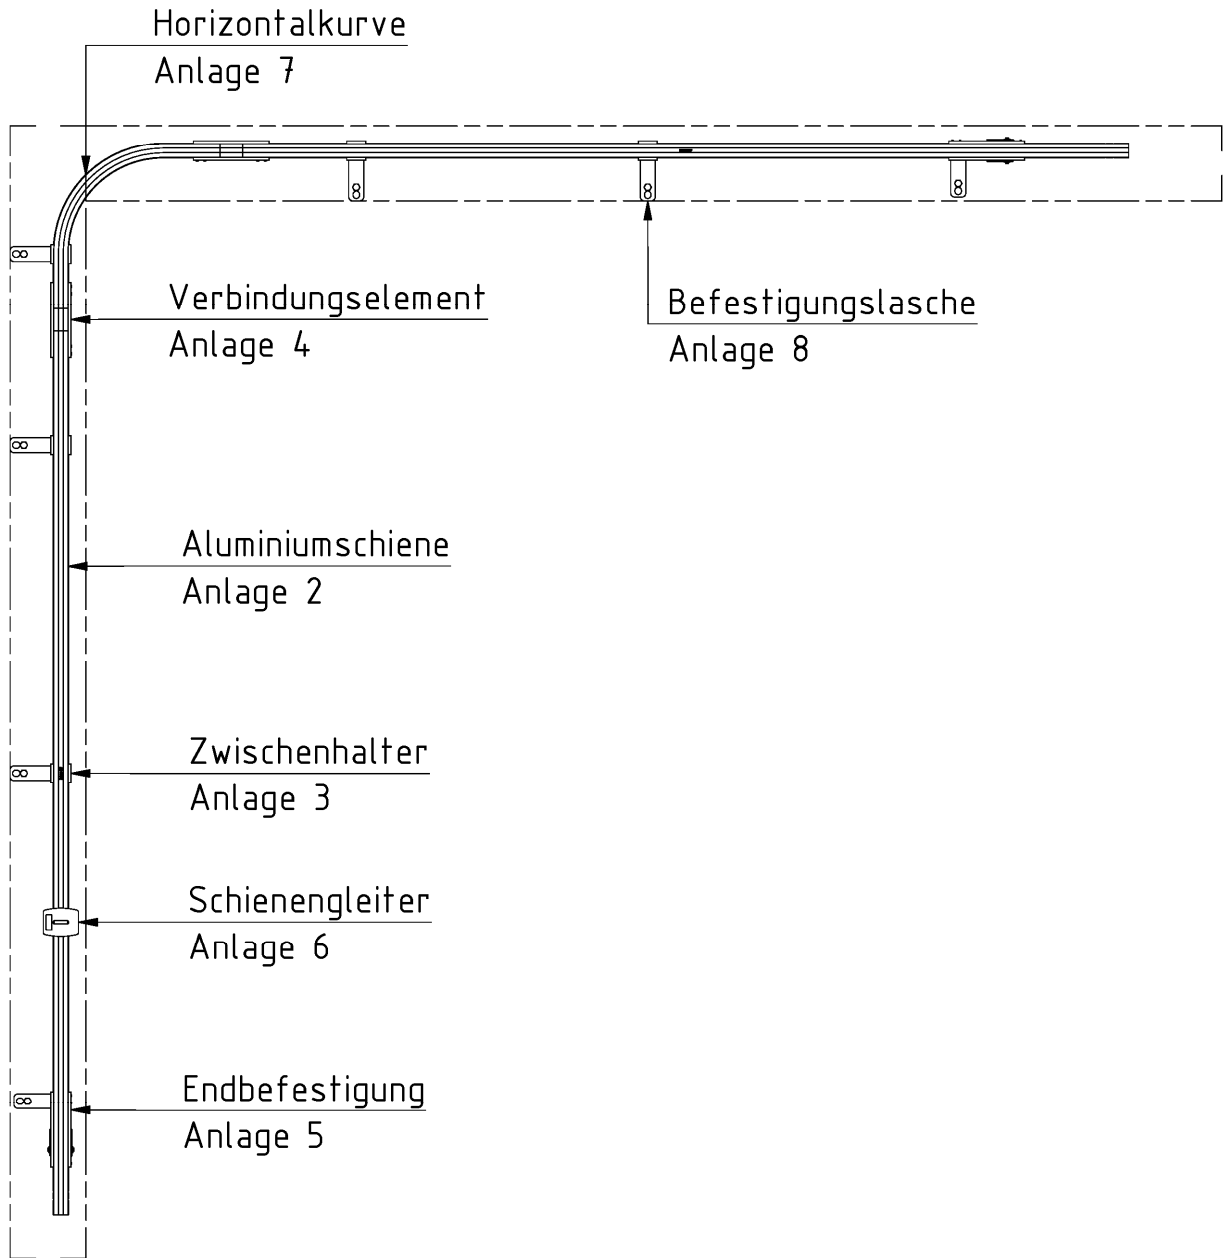 Horizontalkurve
Anlage 7
Verbindungselement
Anlage 4
Befestigungslasche
Anlage 8
Aluminiumschiene
Anlage 2
Zwischenhalter
Anlage 3
Schienengleiter
Anlage 6
Endbefestigung
Anlage 5